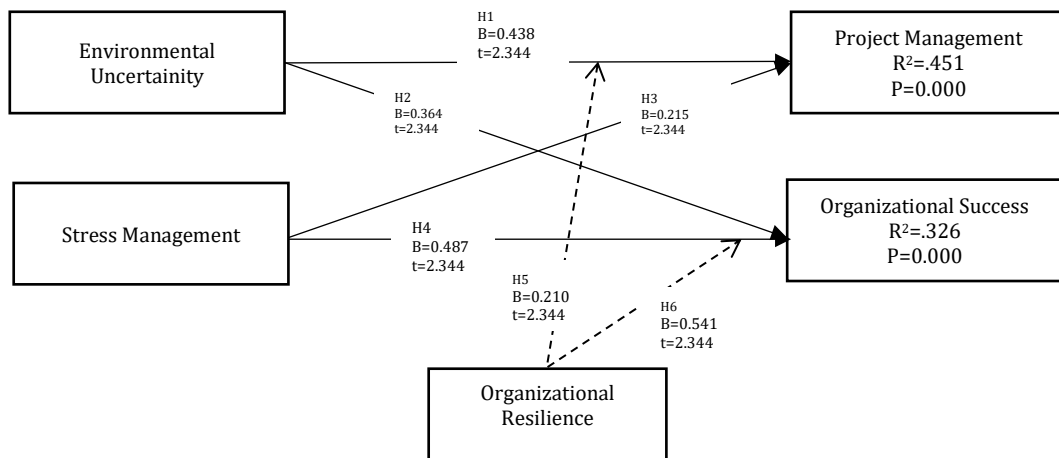 Environmental
Uncertainity
H1
B=0.438
t=2.344
Project Management
R²=.451
P=0.000
H2
B=0.364
t=2.344
H3
B=0.215
t=2.344
Stress Management
H4
B=0.487
t=2.344
Organizational Success
R²=.326
P=0.000
H5
B=0.210
t=2.344
H6
B=0.541
t=2.344
Organizational
Resilience